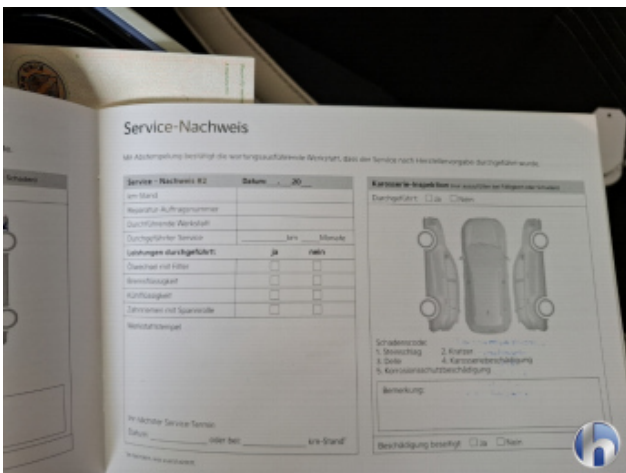 Schaden)
Service-Nachweis
Mit Abstempelung bestätigt die wartungsausführende Werkstatt, dass der Service nach Herstellervorgabe durchgeführt wurde.
Service - Nachweis #2 Datum: . 20
km-Stand
Reparatur-Auftragsnummer
Durchführende Werkstatt
Durchgeführter Service km Monate
Leistungen durchgeführt: ja nein
Ölwechsel mit Filter
Bremsflüssigkeit
Kühlflüssigkeit
Zahnriemen mit Spannrolle
Werkstattstempel
Ihr nächster Service-Termin
Datum: oder bei: km-Stand¹
Karosserie-Inspektion
Durchgeführt: Ja Nein
Schadenscode:
1. Steinschlag 2. Kratzer
3. Delle 4. Karosseriebeschädigung
5. Korrosionsschutzbeschädigung
Bemerkung:
Beschädigung beseitigt Ja Nein
h